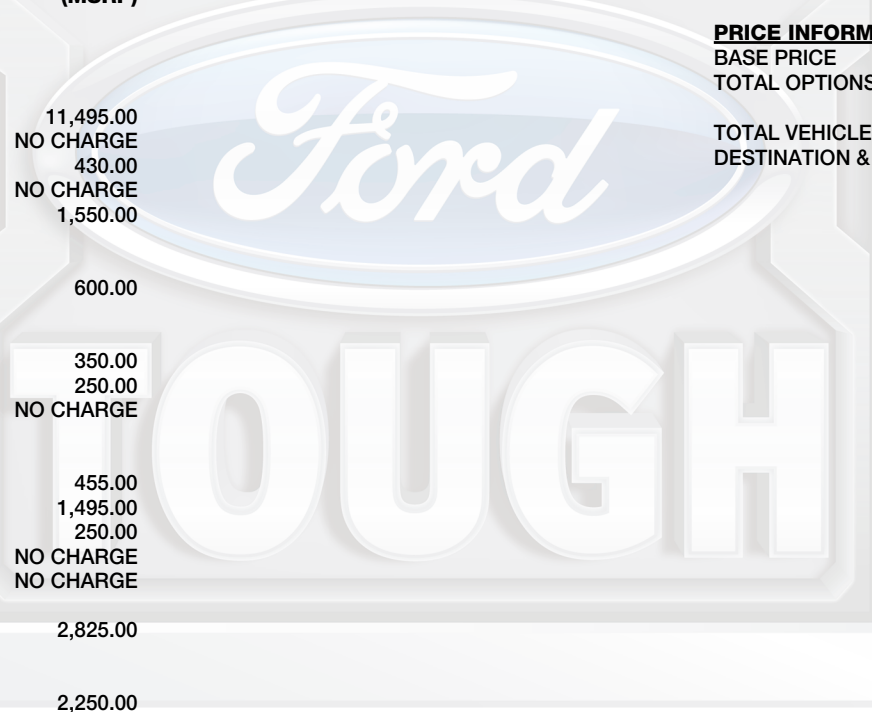 PRICE INFORM
BASE PRICE
TOTAL OPTIONS
TOTAL VEHICLE
DESTINATION &
11,495.00
NO CHARGE
430.00
NO CHARGE
1,550.00
600.00
350.00
250.00
NO CHARGE
455.00
1,495.00
250.00
NO CHARGE
NO CHARGE
2,825.00
2,250.00
Ford
TOUGH